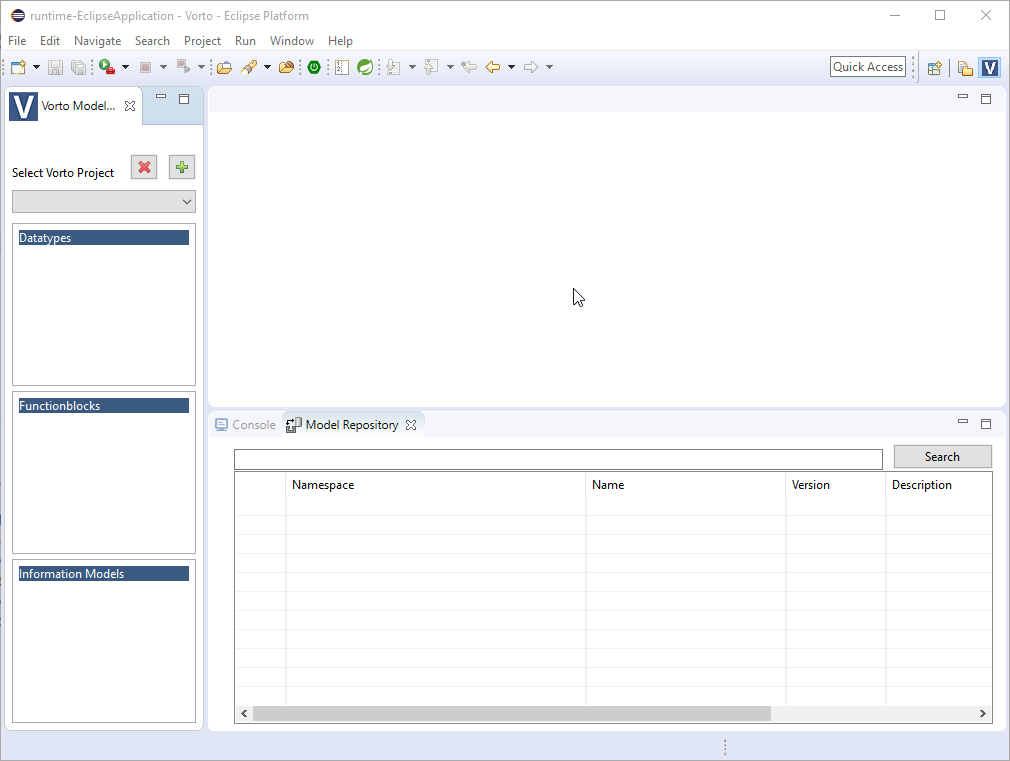 runtime-EclipseApplication - Vorto - Eclipse Platform
File Edit Navigate Search Project Run Window Help
Quick Access
V
V Vorto Model...
Select Vorto Project
Datatypes
Functionblocks
Information Models
Console Model Repository
Search
Namespace Name Version Description